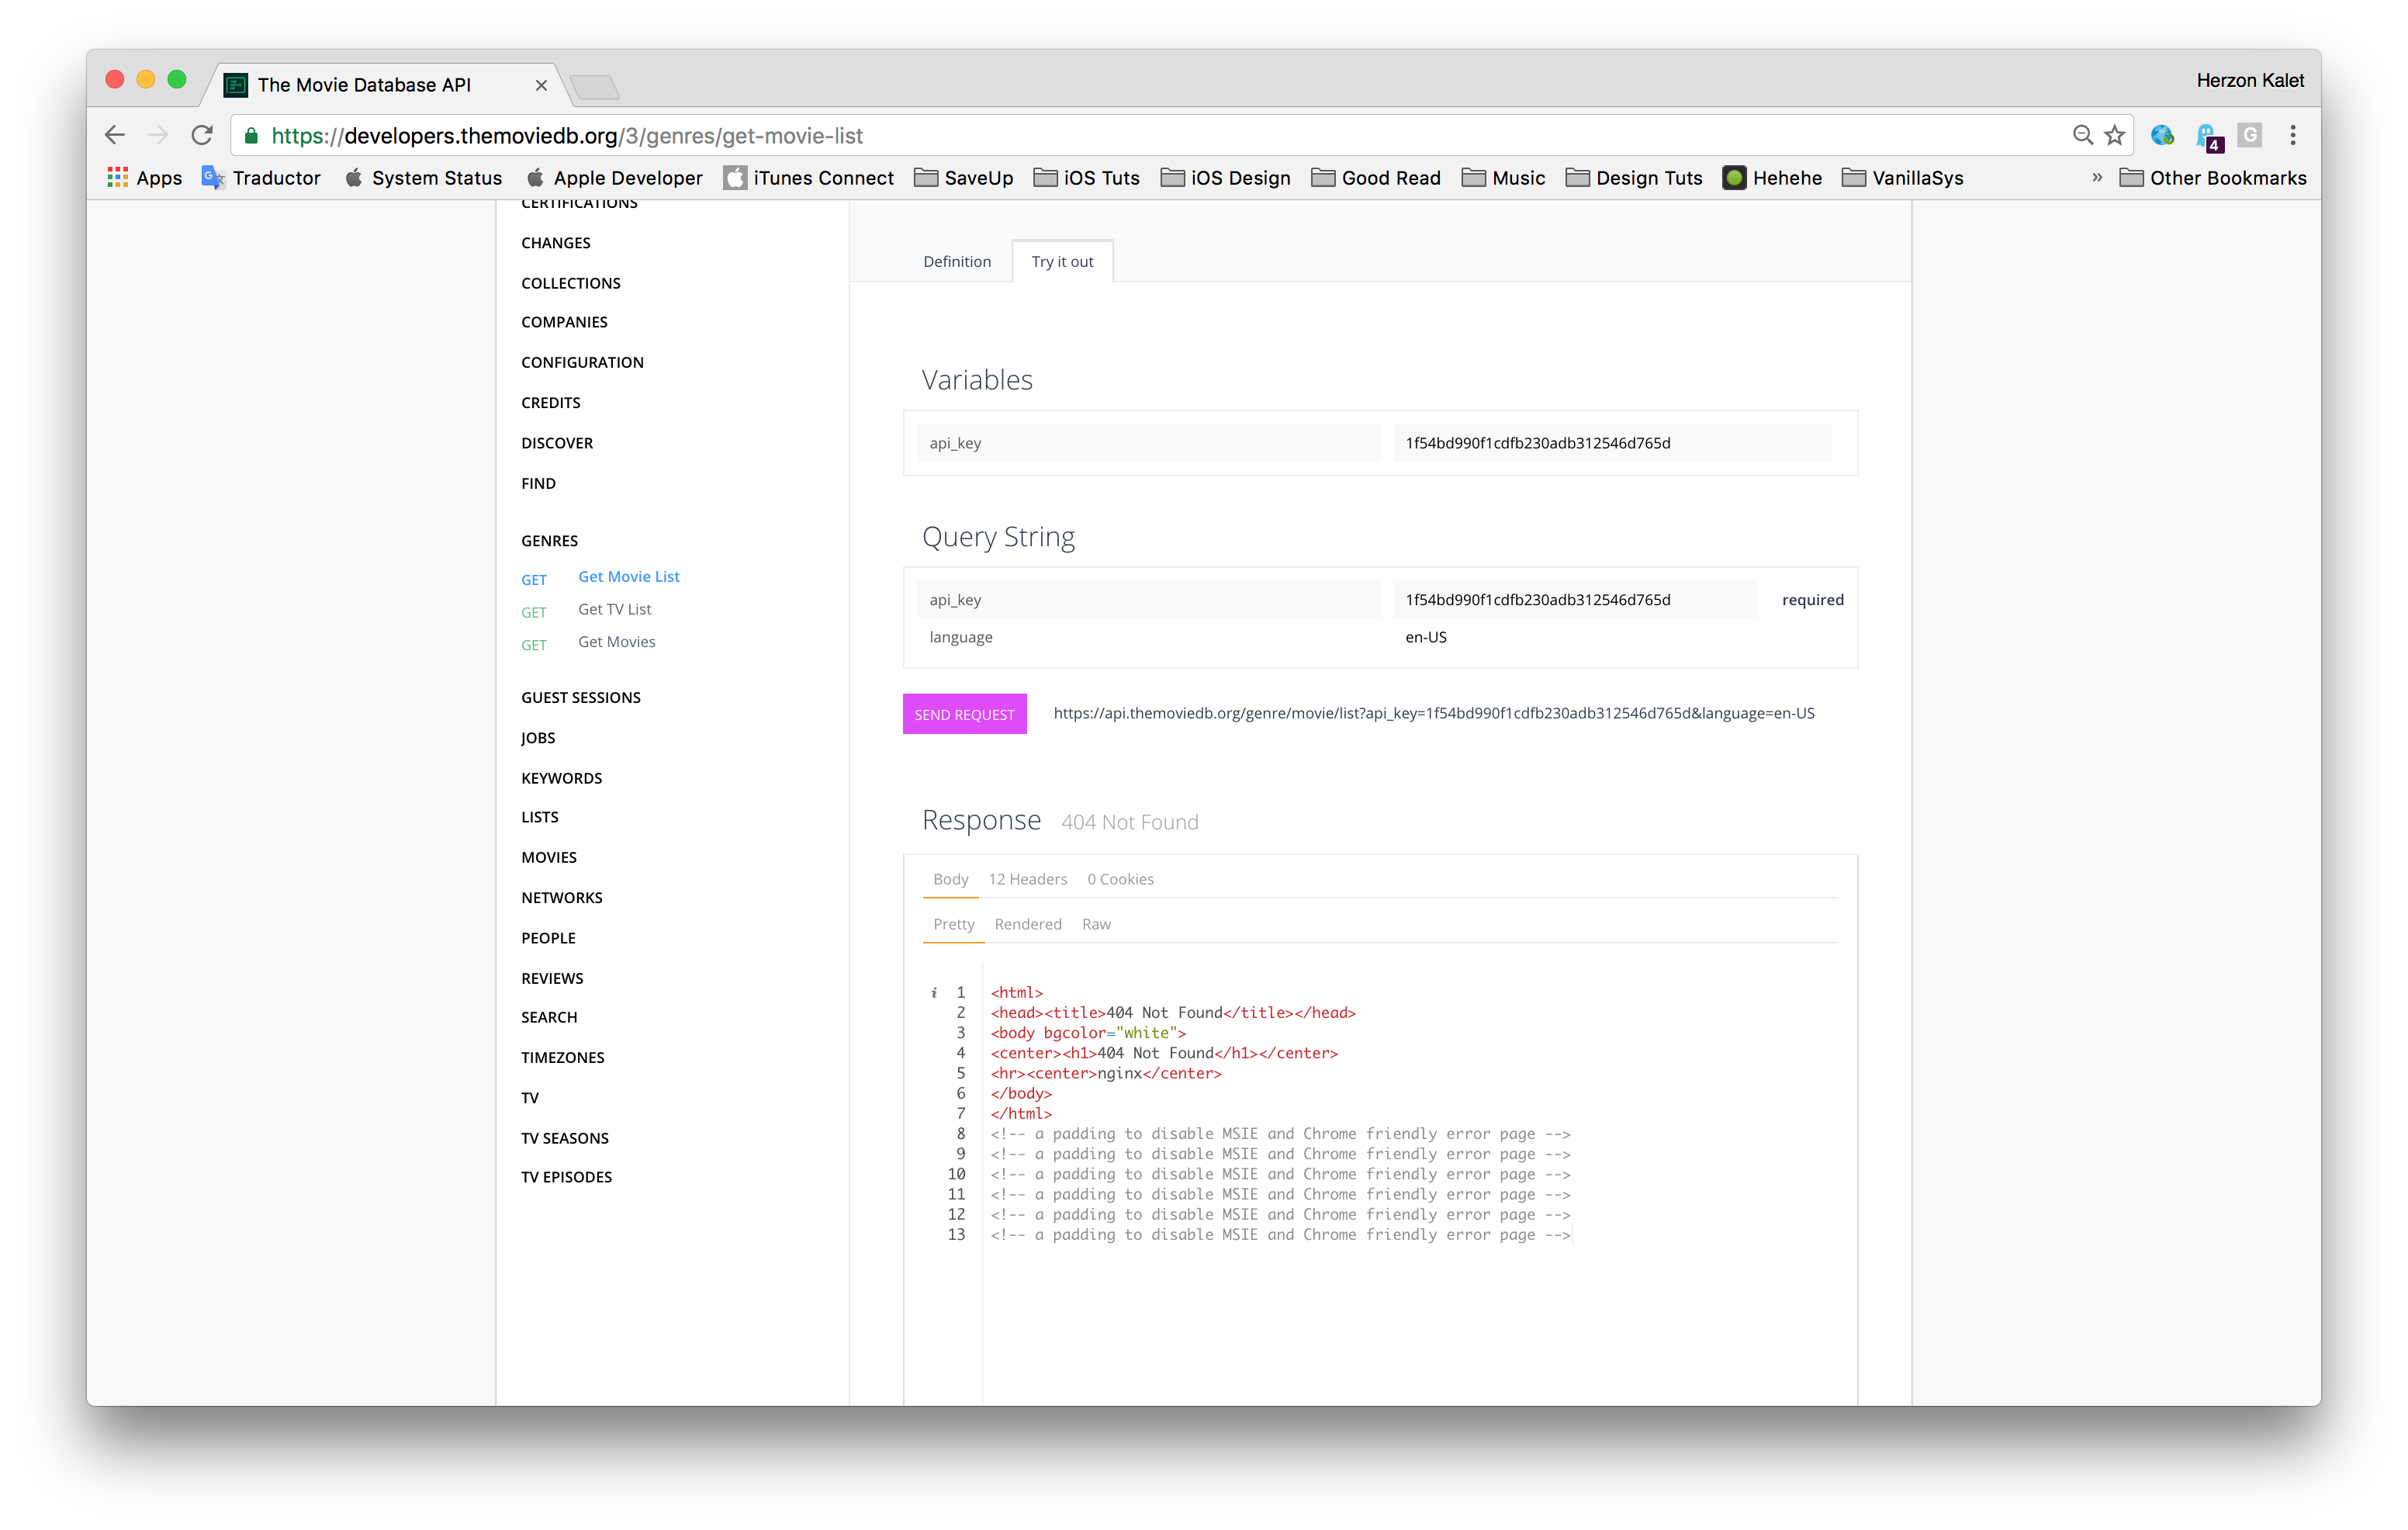 The Movie Database API
Herzon Kalet
https://developers.themoviedb.org/3/genres/get-movie-list
4
G
Apps
Traductor
System Status
Apple Developer
iTunes Connect
SaveUp
iOS Tuts
iOS Design
Good Read
Music
Design Tuts
Hehehe
VanillaSys
»
Other Bookmarks
CERTIFICATIONS
CHANGES
COLLECTIONS
COMPANIES
CONFIGURATION
CREDITS
DISCOVER
FIND
GENRES
GET Get Movie List
GET Get TV List
GET Get Movies
GUEST SESSIONS
JOBS
KEYWORDS
LISTS
MOVIES
NETWORKS
PEOPLE
REVIEWS
SEARCH
TIMEZONES
TV
TV SEASONS
TV EPISODES
Definition
Try it out
Variables
api_key 1f54bd990f1cdfb230adb312546d765d
Query String
api_key 1f54bd990f1cdfb230adb312546d765d required
language en-US
SEND REQUEST https://api.themoviedb.org/genre/movie/list?api_key=1f54bd990f1cdfb230adb312546d765d&language=en-US
Response 404 Not Found
Body 12 Headers 0 Cookies
Pretty Rendered Raw
i 1 <html>
2 <head><title>404 Not Found</title></head>
3 <body bgcolor="white">
4 <center><h1>404 Not Found</h1></center>
5 <hr><center>nginx</center>
6 </body>
7 </html>
8 <!-- a padding to disable MSIE and Chrome friendly error page -->
9 <!-- a padding to disable MSIE and Chrome friendly error page -->
10 <!-- a padding to disable MSIE and Chrome friendly error page -->
11 <!-- a padding to disable MSIE and Chrome friendly error page -->
12 <!-- a padding to disable MSIE and Chrome friendly error page -->
13 <!-- a padding to disable MSIE and Chrome friendly error page -->